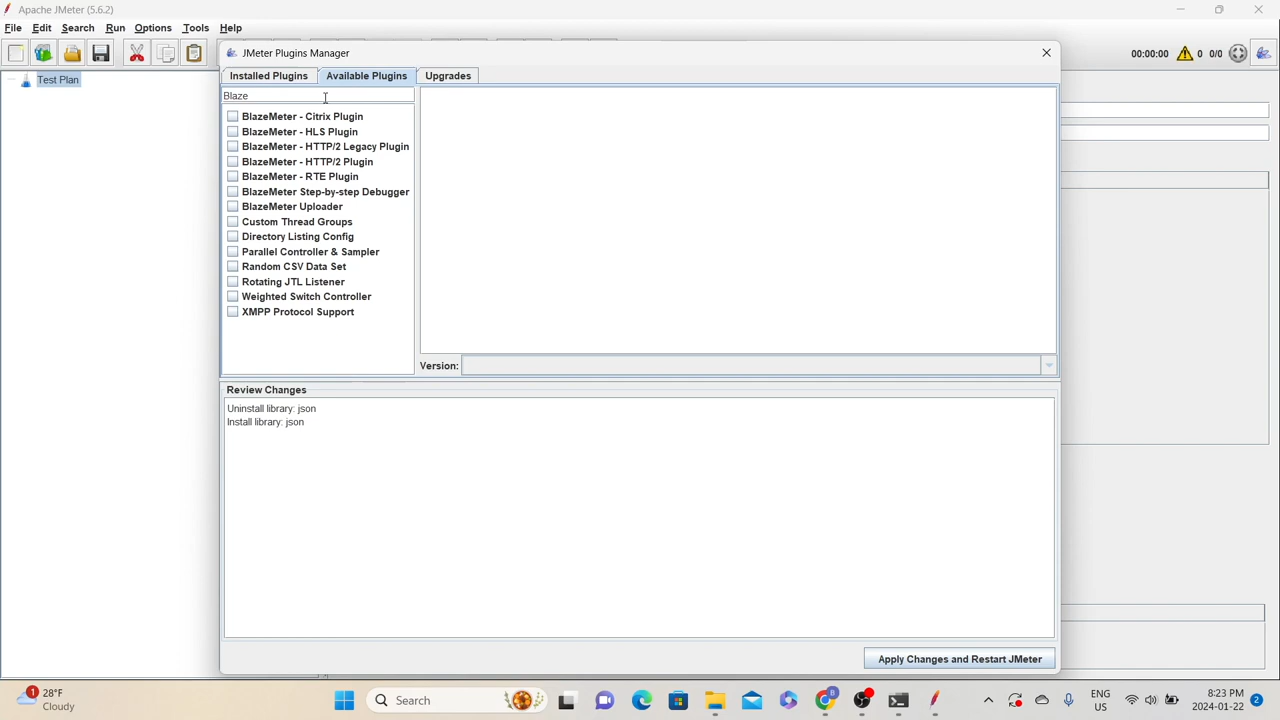 Apache JMeter (5.6.2)
File Edit Search Run Options Tools Help
JMeter Plugins Manager
00:00:00 0 0/0
Installed Plugins Available Plugins Upgrades
Test Plan
Blaze
BlazeMeter - Citrix Plugin
BlazeMeter - HLS Plugin
BlazeMeter - HTTP/2 Legacy Plugin
BlazeMeter - HTTP/2 Plugin
BlazeMeter - RTE Plugin
BlazeMeter Step-by-step Debugger
BlazeMeter Uploader
Custom Thread Groups
Directory Listing Config
Parallel Controller & Sampler
Random CSV Data Set
Rotating JTL Listener
Weighted Switch Controller
XMPP Protocol Support
Version:
Review Changes
Uninstall library: json
Install library: json
Apply Changes and Restart JMeter
1 28°F
Cloudy
Search
ENG
US
8:23 PM
2024-01-22
2